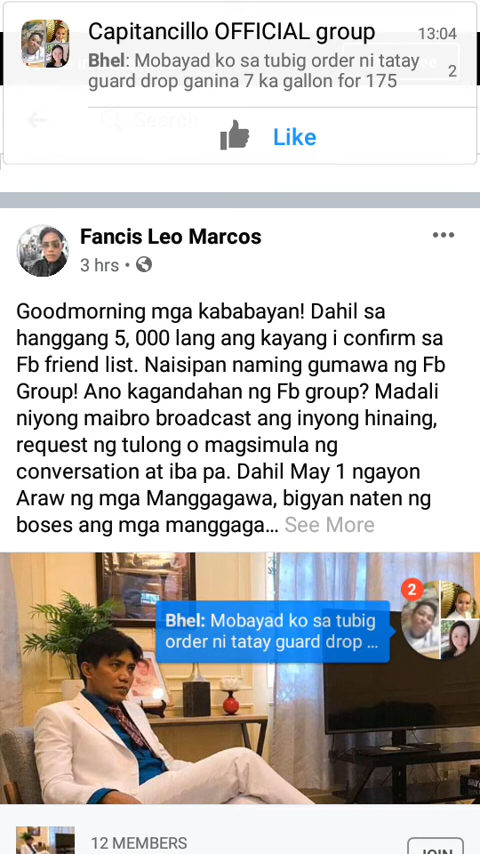 Capitancillo OFFICIAL group
13:04
Bhel: Mobayad ko sa tubig order ni tatay
guard drop ganina 7 ka gallon for 175
2
Search
Like
Fancis Leo Marcos
3 hrs •
Goodmorning mga kababayan! Dahil sa
hanggang 5, 000 lang ang kayang i confirm sa
Fb friend list. Naisipan naming gumawa ng Fb
Group! Ano kagandahan ng Fb group? Madali
niyong maibro broadcast ang inyong hinaing,
request ng tulong o magsimula ng
conversation at iba pa. Dahil May 1 ngayon
Araw ng mga Manggagawa, bigyan naten ng
boses ang mga manggaga... See More
2
Bhel: Mobayad ko sa tubig
order ni tatay guard drop ...
12 MEMBERS
JOIN